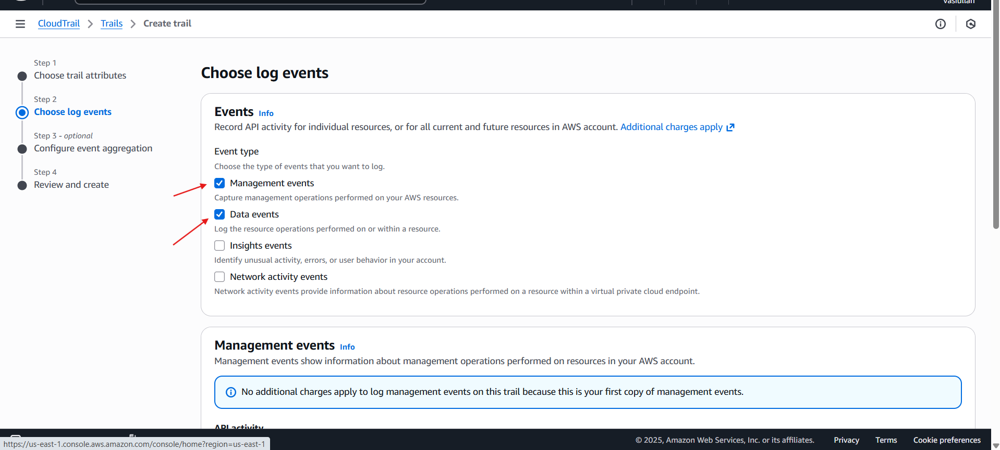 Vasiullah
CloudTrail
Trails
Create trail
Step 1
Choose trail attributes
Step 2
Choose log events
Step 3 - optional
Configure event aggregation
Step 4
Review and create
Choose log events
Events Info
Record API activity for individual resources, or for all current and future resources in AWS account. Additional charges apply
Event type
Choose the type of events that you want to log.
Management events
Capture management operations performed on your AWS resources.
Data events
Log the resource operations performed on or within a resource.
Insights events
Identify unusual activity, errors, or user behavior in your account.
Network activity events
Network activity events provide information about resource operations performed on a resource within a virtual private cloud endpoint.
Management events Info
Management events show information about management operations performed on resources in your AWS account.
No additional charges apply to log management events on this trail because this is your first copy of management events.
API activity
© 2025, Amazon Web Services, Inc. or its affiliates.
Privacy
Terms
Cookie preferences
https://us-east-1.console.aws.amazon.com/console/home?region=us-east-1